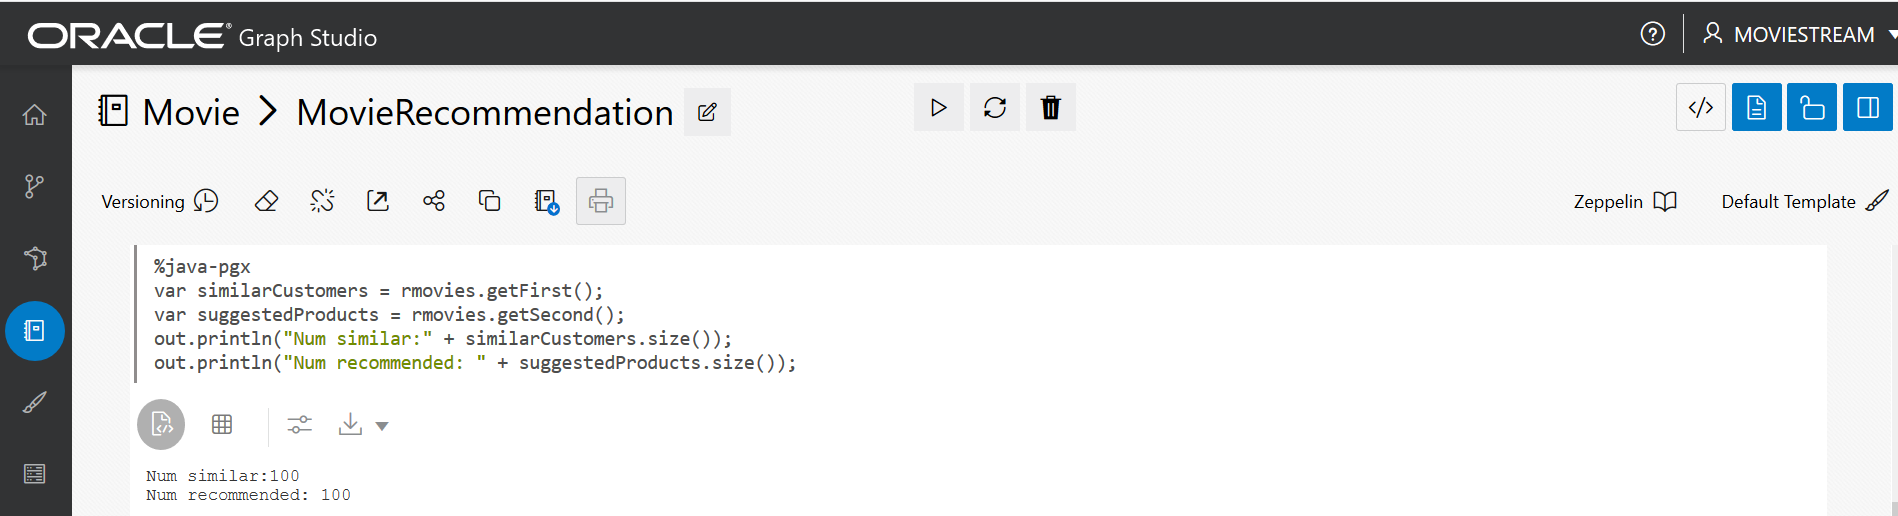 ORACLE® Graph Studio
MOVIESTREAM
Movie > MovieRecommendation
Versioning
Zeppelin
Default Template
%java-pgx
var similarCustomers = rmovies.getFirst();
var suggestedProducts = rmovies.getSecond();
out.println("Num similar:" + similarCustomers.size());
out.println("Num recommended: " + suggestedProducts.size());
Num similar:100
Num recommended: 100